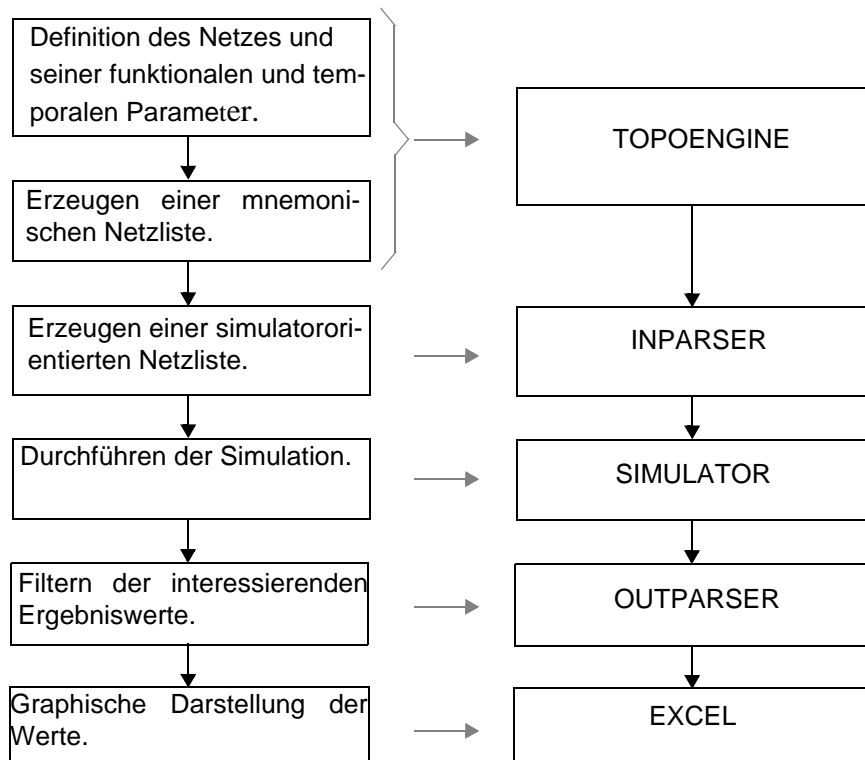 Definition des Netzes und
seiner funktionalen und tem-
poralen Parameter.
TOPOENGINE
Erzeugen einer mnemoni-
schen Netzliste.
Erzeugen einer simulatorori-
entierten Netzliste.
INPARSER
Durchführen der Simulation.
SIMULATOR
Filtern der interessierenden
Ergebniswerte.
OUTPARSER
Graphische Darstellung der
Werte.
EXCEL